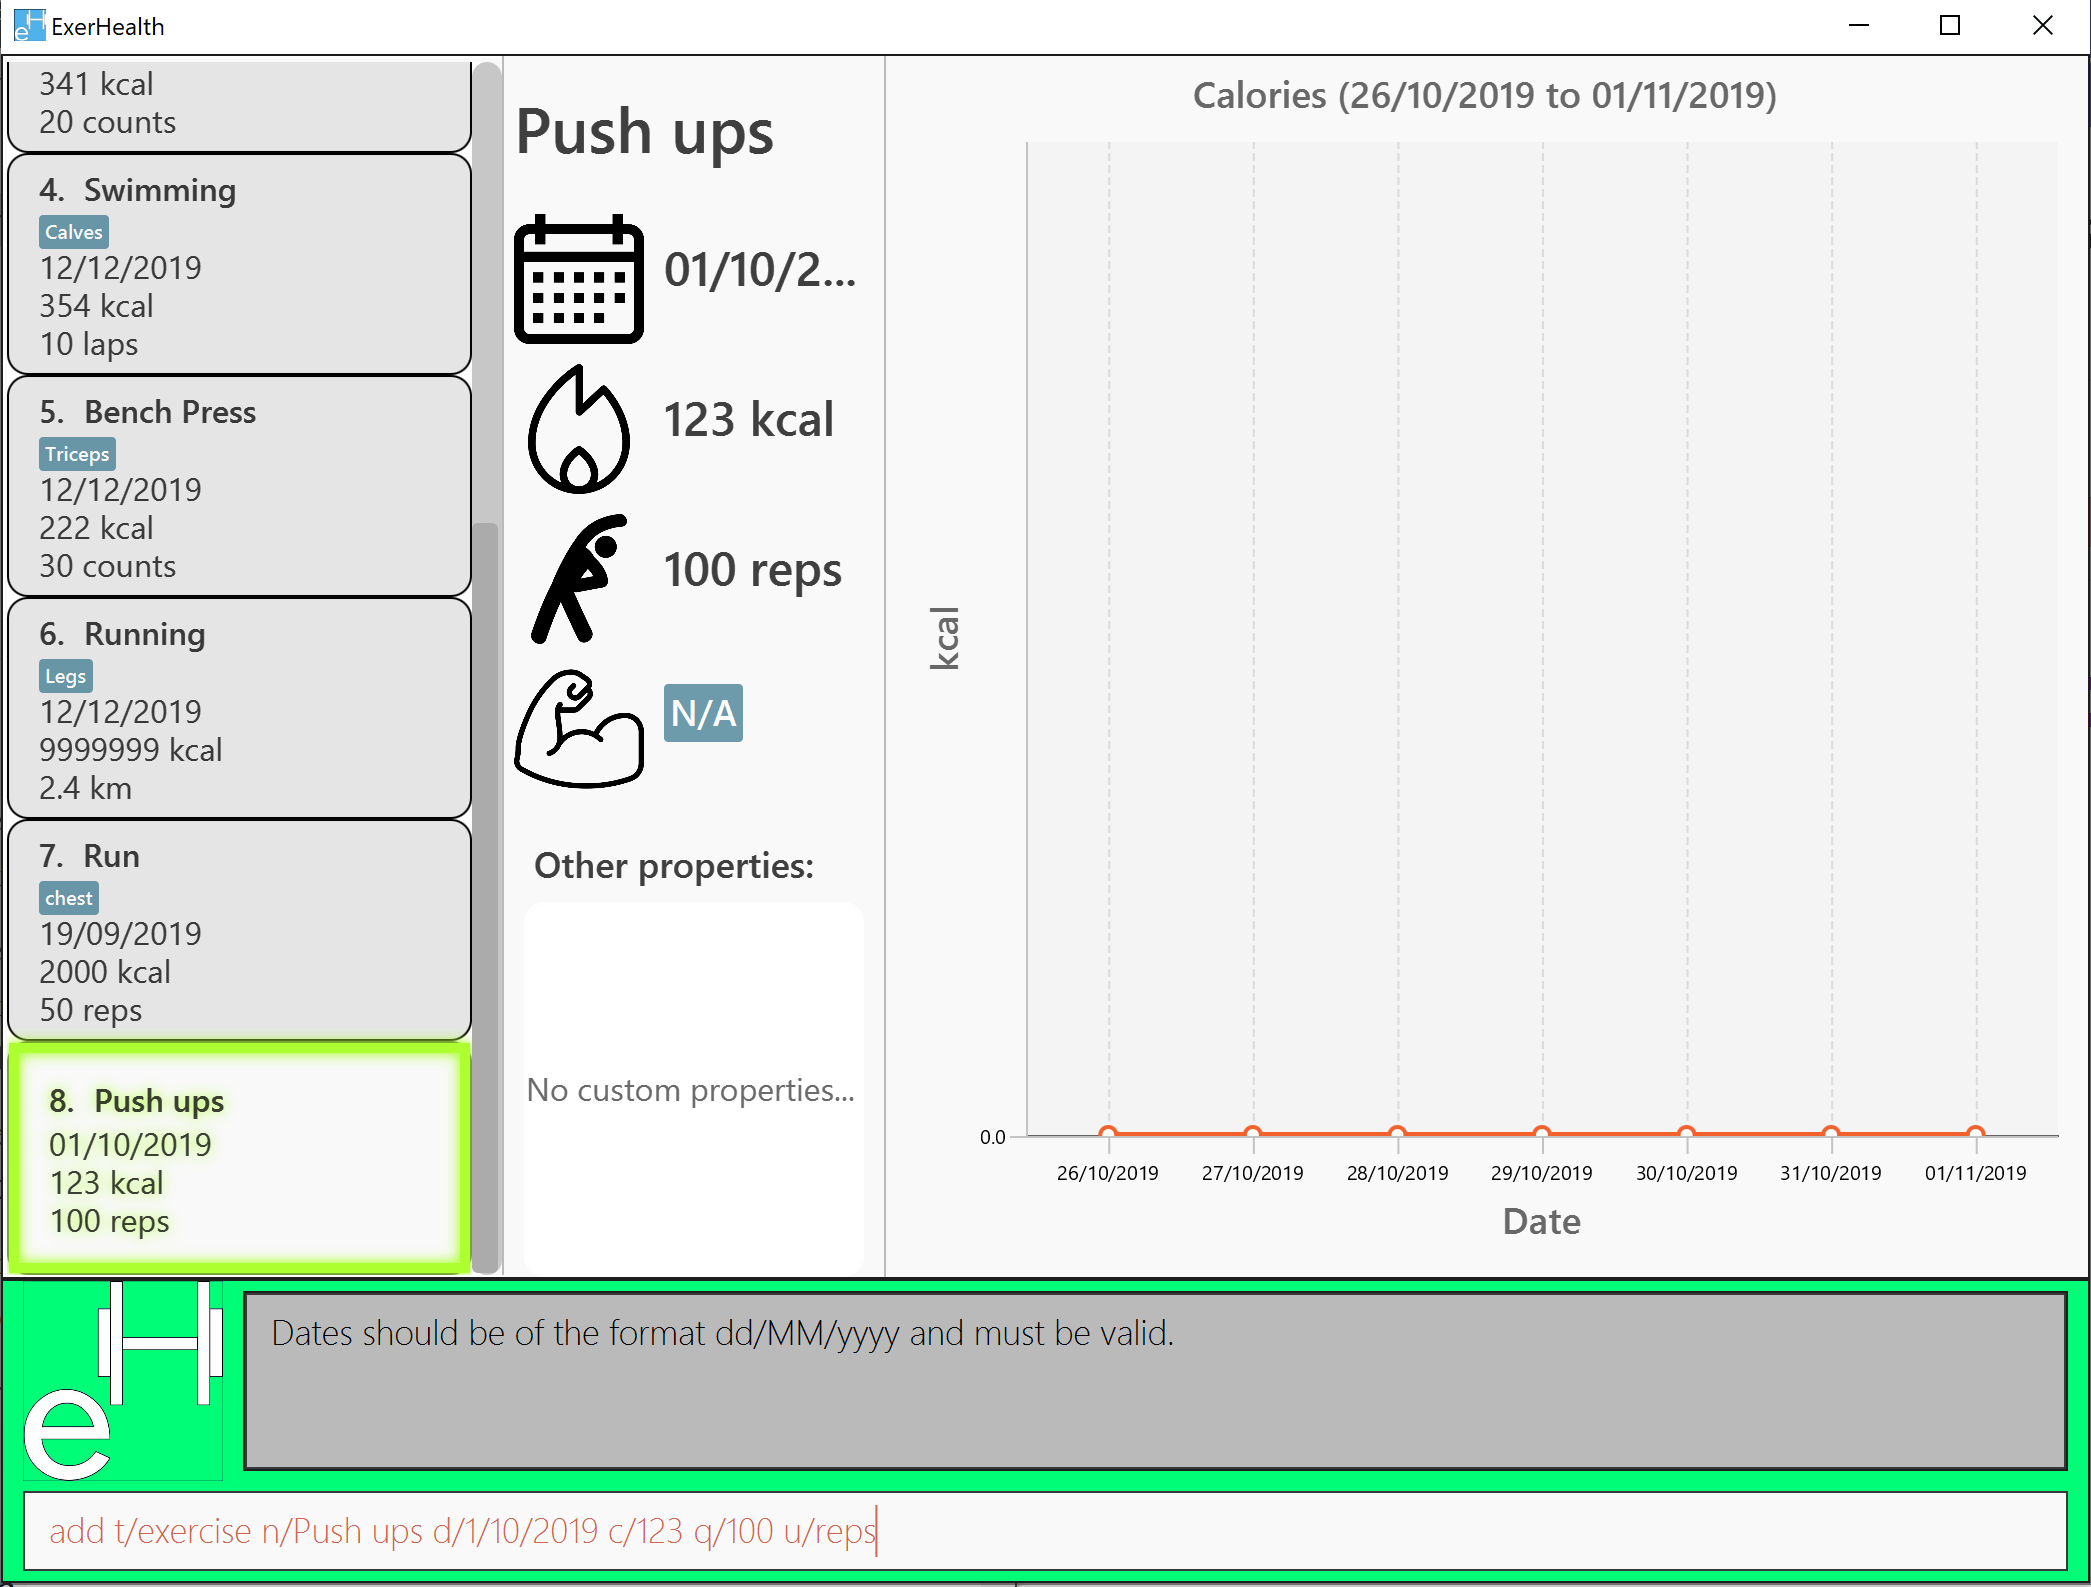 ExerHealth
341 kcal
20 counts
4. Swimming
Calves
12/12/2019
354 kcal
10 laps
5. Bench Press
Triceps
12/12/2019
222 kcal
30 counts
6. Running
Legs
12/12/2019
9999999 kcal
2.4 km
7. Run
chest
19/09/2019
2000 kcal
50 reps
8. Push ups
01/10/2019
123 kcal
100 reps
Push ups
01/10/2...
123 kcal
100 reps
N/A
Other properties:
No custom properties...
Calories (26/10/2019 to 01/11/2019)
kcal
0.0
26/10/2019 27/10/2019 28/10/2019 29/10/2019 30/10/2019 31/10/2019 01/11/2019
Date
eH
Dates should be of the format dd/MM/yyyy and must be valid.
add t/exercise n/Push ups d/1/10/2019 c/123 q/100 u/reps